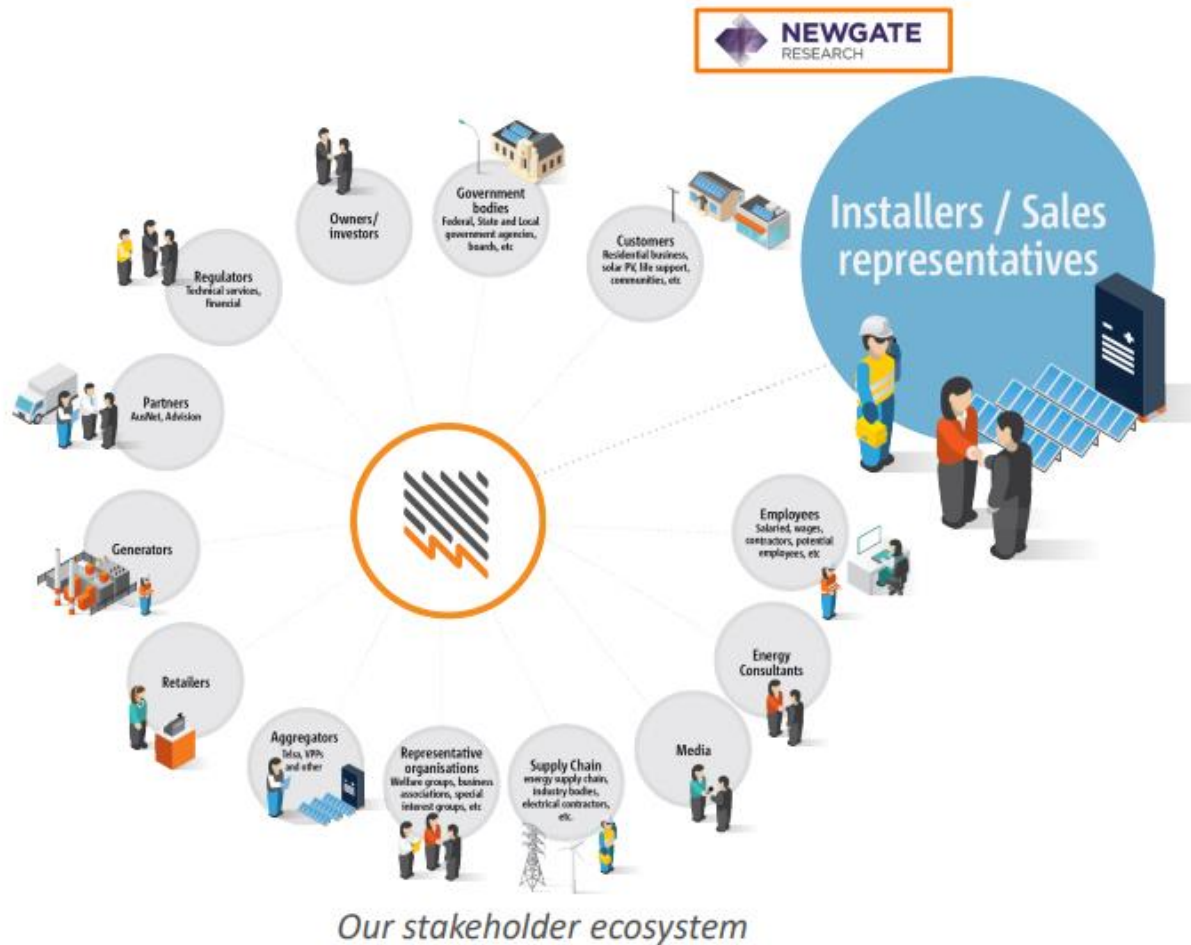 NEWGATE
RESEARCH
Installers / Sales
representatives
Government
bodies
Federal, State and Local
government agencies,
boards, etc
Owners/
investors
Customers
Residential business,
solar PV, life support,
communities, etc
Regulators
Technical services,
financial
Partners
AusNet, Advision
Generators
Retailers
Aggregators
Telsa, VPPs
and other
Representative
organisations
Welfare groups, business
associations, special
interest groups, etc
Supply Chain
energy supply chain,
industry bodies,
electrical contractors,
etc.
Media
Energy
Consultants
Employees
Salaried, wages,
contractors, potential
employees, etc
Our stakeholder ecosystem